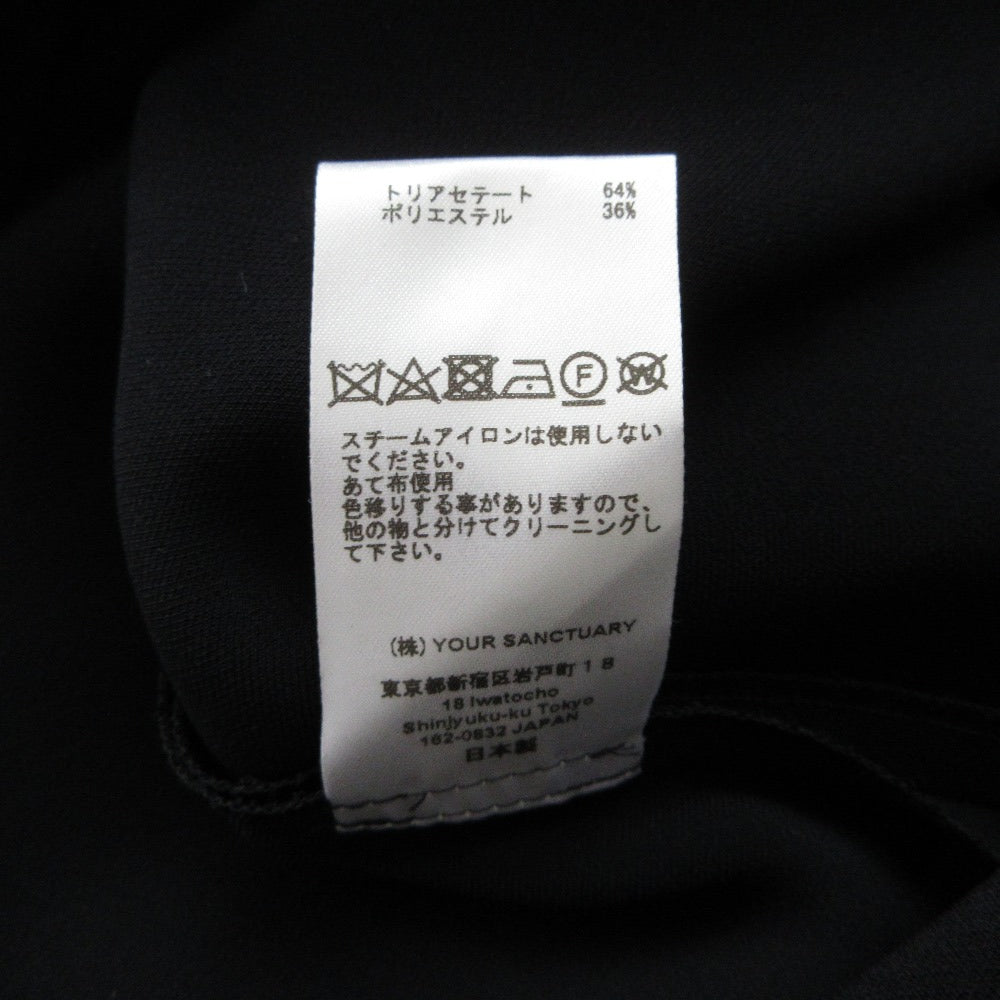 トリアセテート 64%
ポリエステル 36%
F W
スチームアイロンは使用しない
でください。
あて布使用
色移りする事がありますので、
他の物と分けてクリーニングし
て下さい。
(株) YOUR SANCTUARY
東京都新宿区岩戸町18
18 Iwatocho
Shinjyuku-ku Tokyo
162-0832 JAPAN
日本製